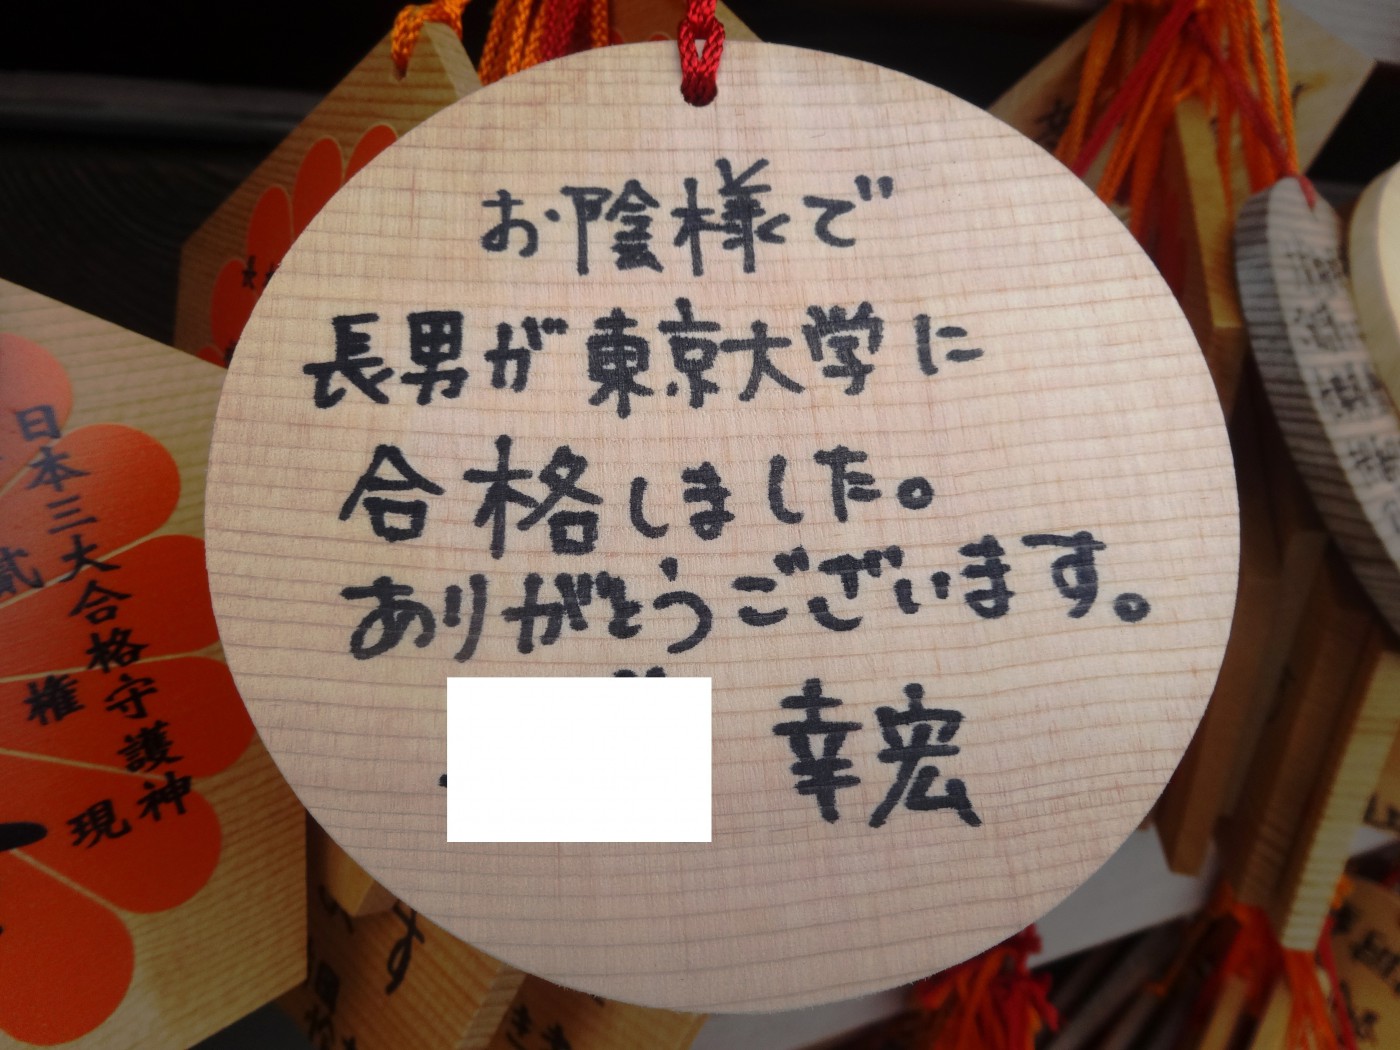 お陰様で
長男が東京大学に
合格しました。
ありがとうございます。
幸宏
日本三大合格守護神
権現